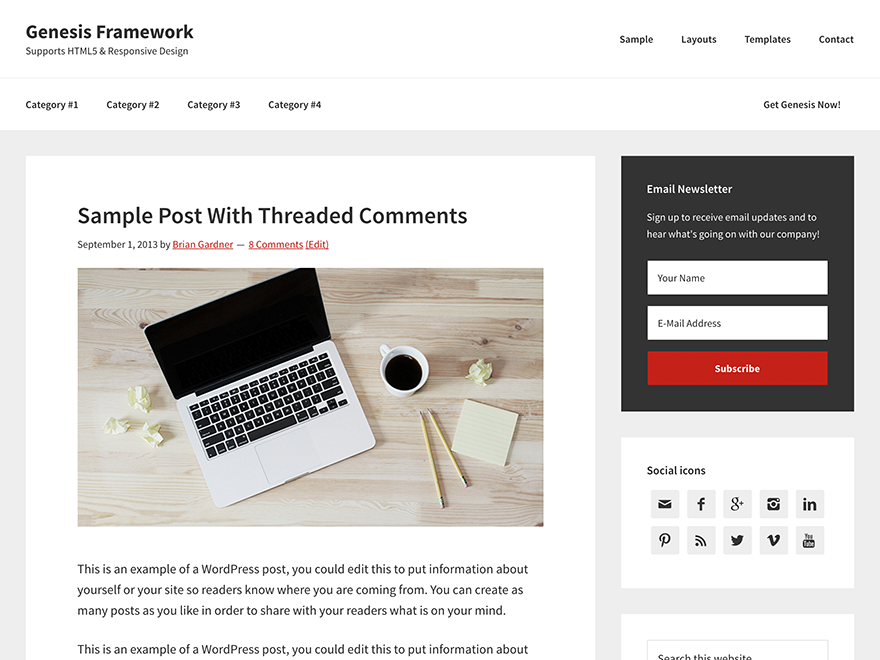 Genesis Framework
Supports HTML5 & Responsive Design
Sample Layouts Templates Contact
Category #1 Category #2 Category #3 Category #4 Get Genesis Now!
Sample Post With Threaded Comments
September 1, 2013 by Brian Gardner — 8 Comments (Edit)
This is an example of a WordPress post, you could edit this to put information about
yourself or your site so readers know where you are coming from. You can create as
many posts as you like in order to share with your readers what is on your mind.
This is an example of a WordPress post, you could edit this to put information about
Email Newsletter
Sign up to receive email updates and to
hear what's going on with our company!
Your Name
E-Mail Address
Subscribe
Social icons
You
Tube
Search this website